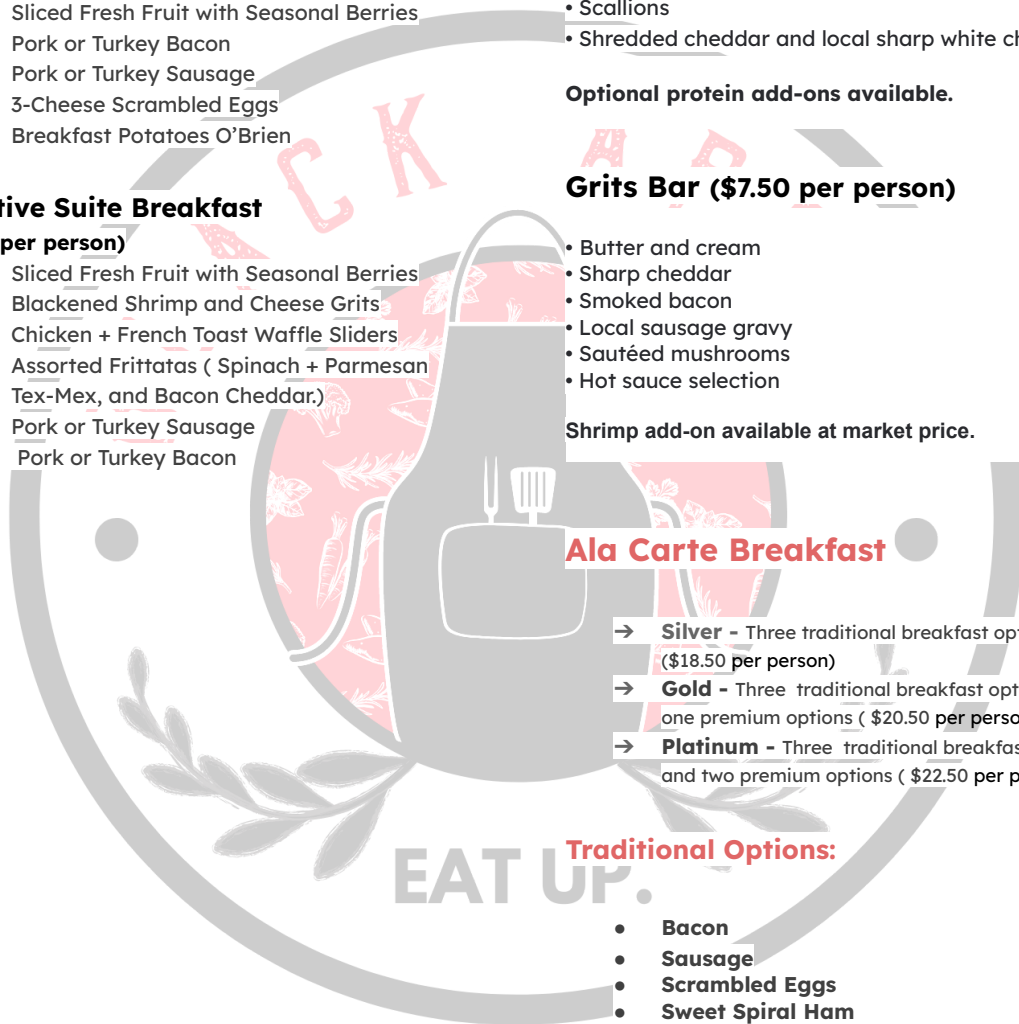 Sliced Fresh Fruit with Seasonal Berries
Pork or Turkey Bacon
Pork or Turkey Sausage
3-Cheese Scrambled Eggs
Breakfast Potatoes O’Brien
tive Suite Breakfast
per person)
Sliced Fresh Fruit with Seasonal Berries
Blackened Shrimp and Cheese Grits
Chicken + French Toast Waffle Sliders
Assorted Frittatas ( Spinach + Parmesan
Tex-Mex, and Bacon Cheddar.)
Pork or Turkey Sausage
Pork or Turkey Bacon
• Scallions
• Shredded cheddar and local sharp white ch
Optional protein add-ons available.
Grits Bar ($7.50 per person)
• Butter and cream
• Sharp cheddar
• Smoked bacon
• Local sausage gravy
• Sautéed mushrooms
• Hot sauce selection
Shrimp add-on available at market price.
Ala Carte Breakfast
➔ Silver - Three traditional breakfast opt
($18.50 per person)
➔ Gold - Three traditional breakfast opt
one premium options ( $20.50 per perso
➔ Platinum - Three traditional breakfas
and two premium options ( $22.50 per p
Traditional Options:
● Bacon
● Sausage
● Scrambled Eggs
● Sweet Spiral Ham
EAT UP.